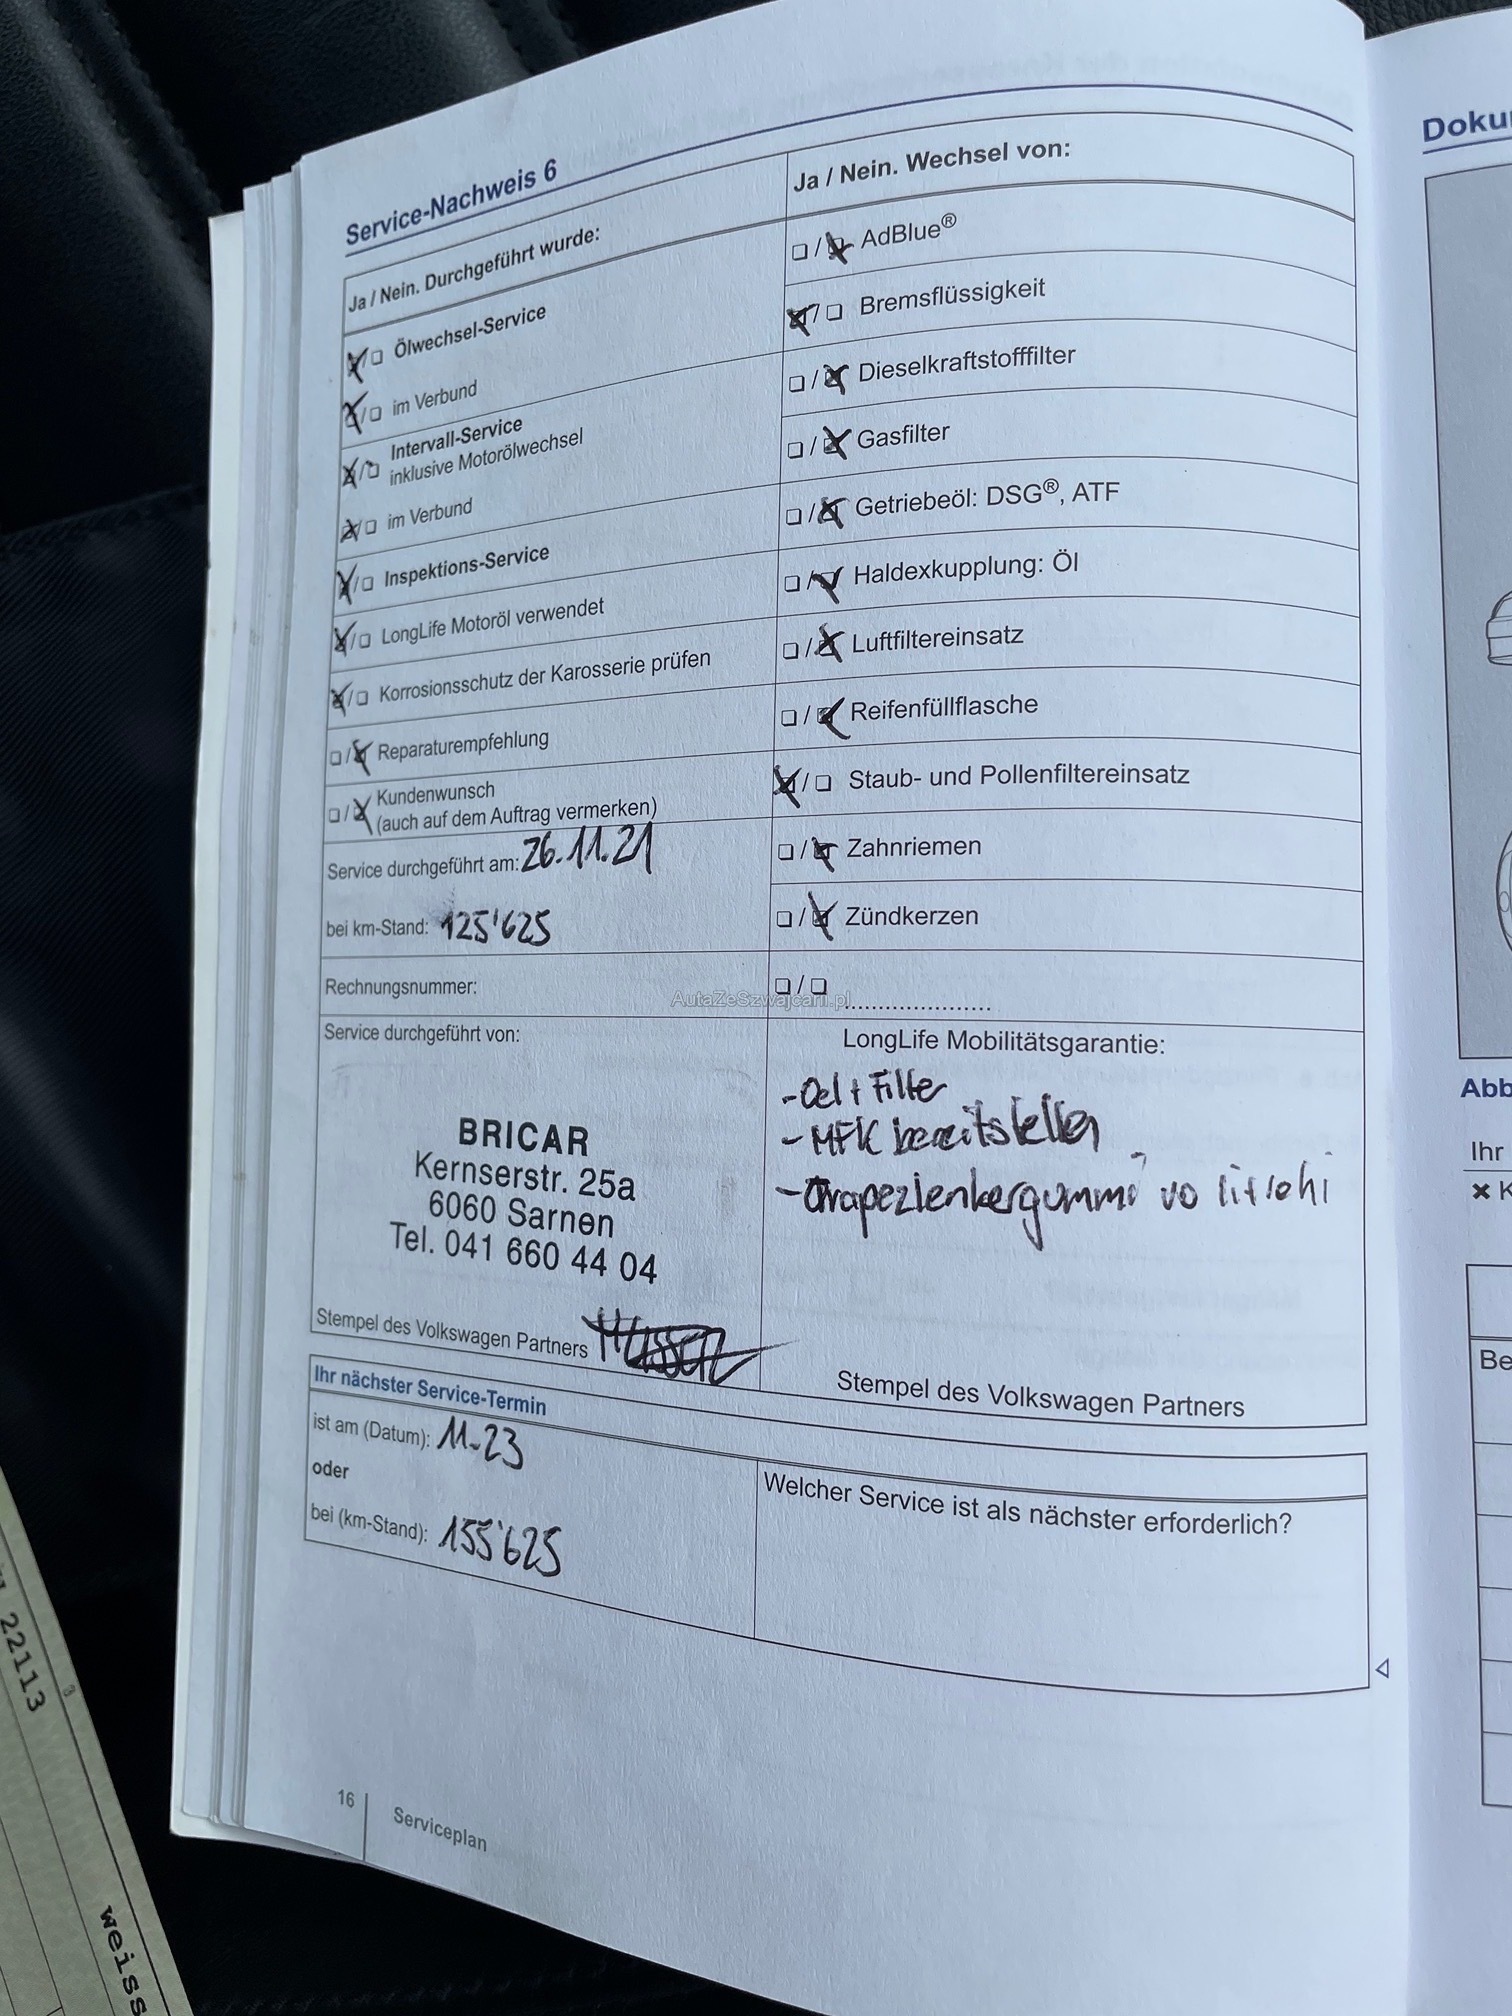 Service-Nachweis 6
Ja / Nein. Durchgeführt wurde:
Ölwechsel-Service
im Verbund
Intervall-Service
inklusive Motorölwechsel
im Verbund
Inspektions-Service
LongLife Motoröl verwendet
Korrosionsschutz der Karosserie prüfen
Reparaturempfehlung
Kundenwunsch
(auch auf dem Auftrag vermerken)
Service durchgeführt am: 26.11.21
bei km-Stand: 125'625
Rechnungsnummer:
Service durchgeführt von:
BRICAR
Kernserstr. 25a
6060 Sarnen
Tel. 041 660 44 04
Stempel des Volkswagen Partners
Ja / Nein. Wechsel von:
AdBlue®
Bremsflüssigkeit
Dieselkraftstofffilter
Gasfilter
Getriebeöl: DSG®, ATF
Haldexkupplung: Öl
Luftfiltereinsatz
Reifenfüllflasche
Staub- und Pollenfiltereinsatz
Zahnriemen
Zündkerzen
AutaZeSzwajcarii.pl
LongLife Mobilitätsgarantie:
- Oel + Filter
- MFK bereitstellen
Stempel des Volkswagen Partners
Ihr nächster Service-Termin
ist am (Datum): 11-23
oder
bei (km-Stand): 155'625
Welcher Service ist als nächster erforderlich?
16
Serviceplan
Doku
Abb
Ihr
× K
Be
22113
3
weiss